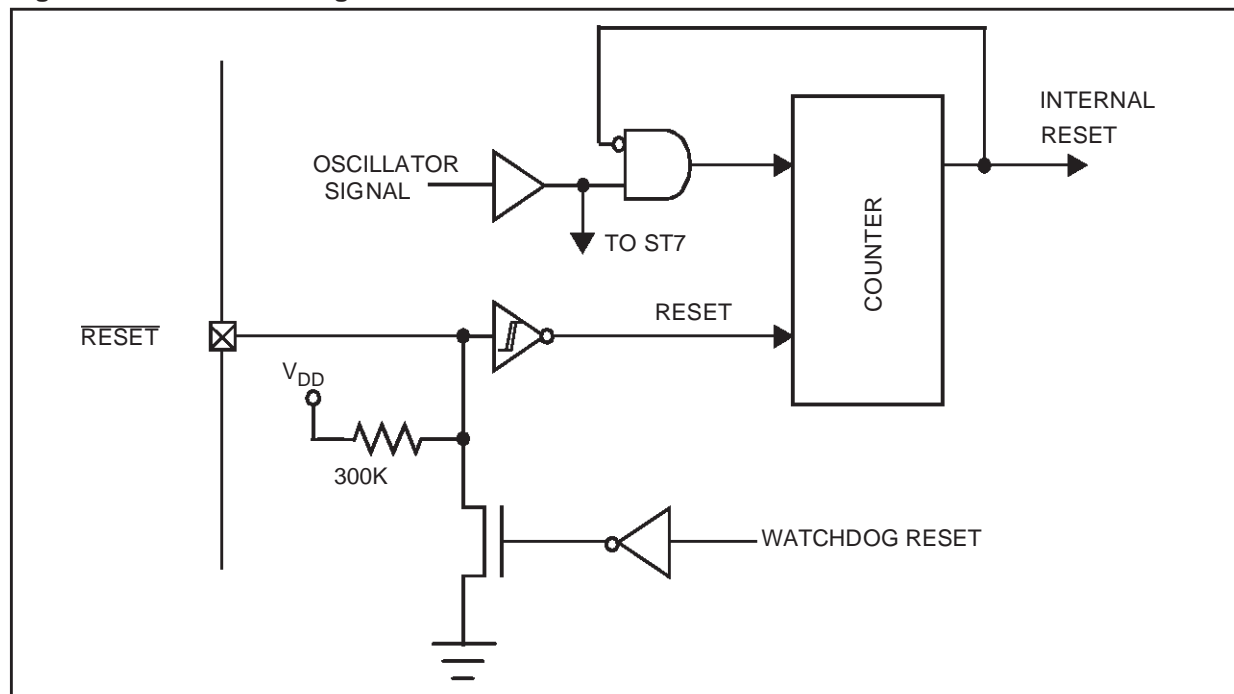 INTERNAL
RESET
OSCILLATOR
SIGNAL
TO ST7
COUNTER
RESET
RESET
VDD
300K
WATCHDOG RESET